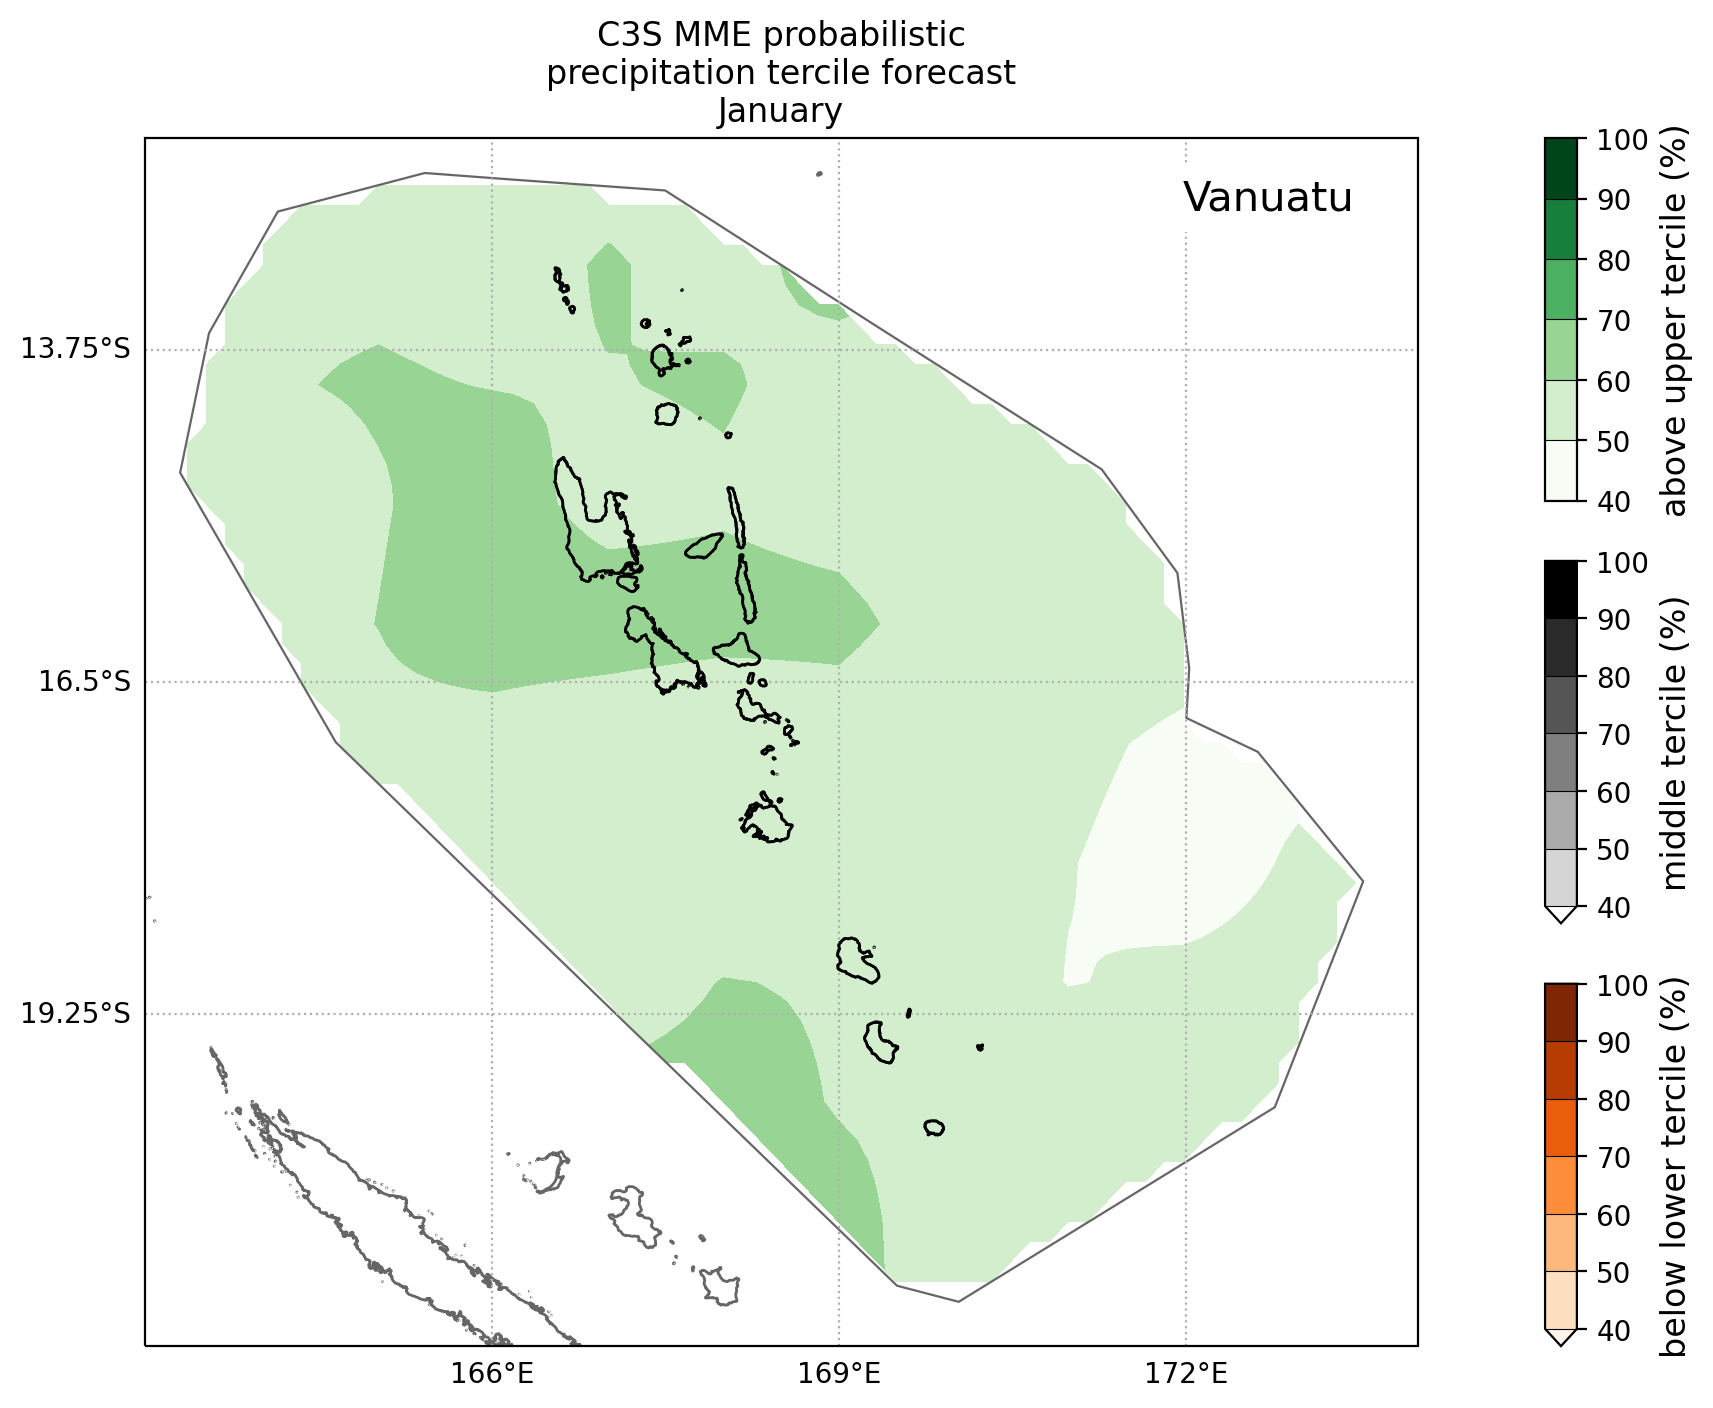 C3S MME probabilistic
precipitation tercile forecast
January
Vanuatu
13.75°S
16.5°S
19.25°S
166°E
169°E
172°E
100
90
80
70
60
50
40
above upper tercile (%)
100
90
80
70
60
50
40
middle tercile (%)
100
90
80
70
60
50
40
below lower tercile (%)